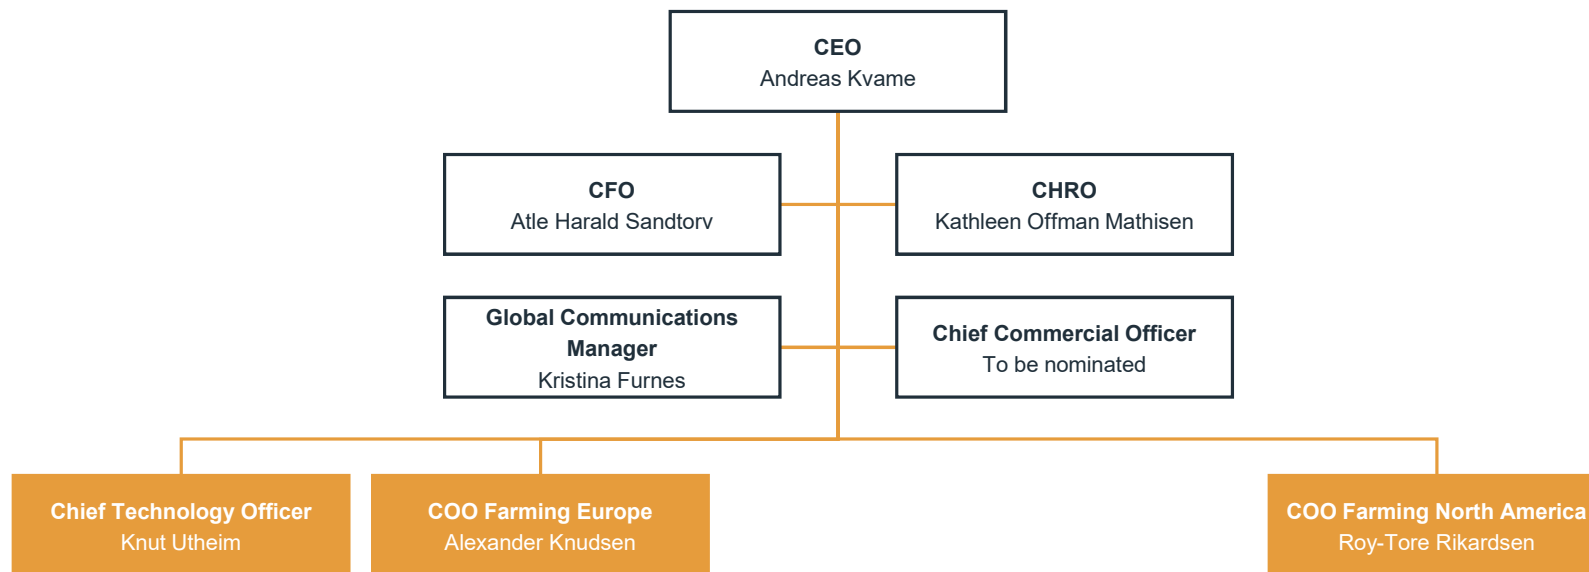 CEO
Andreas Kvame
CFO
Atle Harald Sandtorv
CHRO
Kathleen Offman Mathisen
Global Communications
Manager
Kristina Furnes
Chief Commercial Officer
To be nominated
Chief Technology Officer
Knut Utheim
COO Farming Europe
Alexander Knudsen
COO Farming North America
Roy-Tore Rikardsen